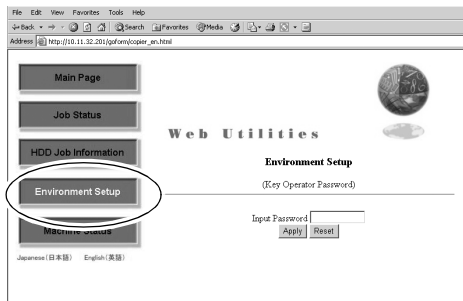 File Edit View Favorites Tools Help
Back Search Favorites Media
Address http://10.11.32.201/goform/copier_en.html
Main Page
Job Status
Web Utilities
HDD Job Information
Environment Setup
(Key Operator Password)
Environment Setup
Input Password
Apply Reset
Machine Status
Japanese(日本語) English(英語)